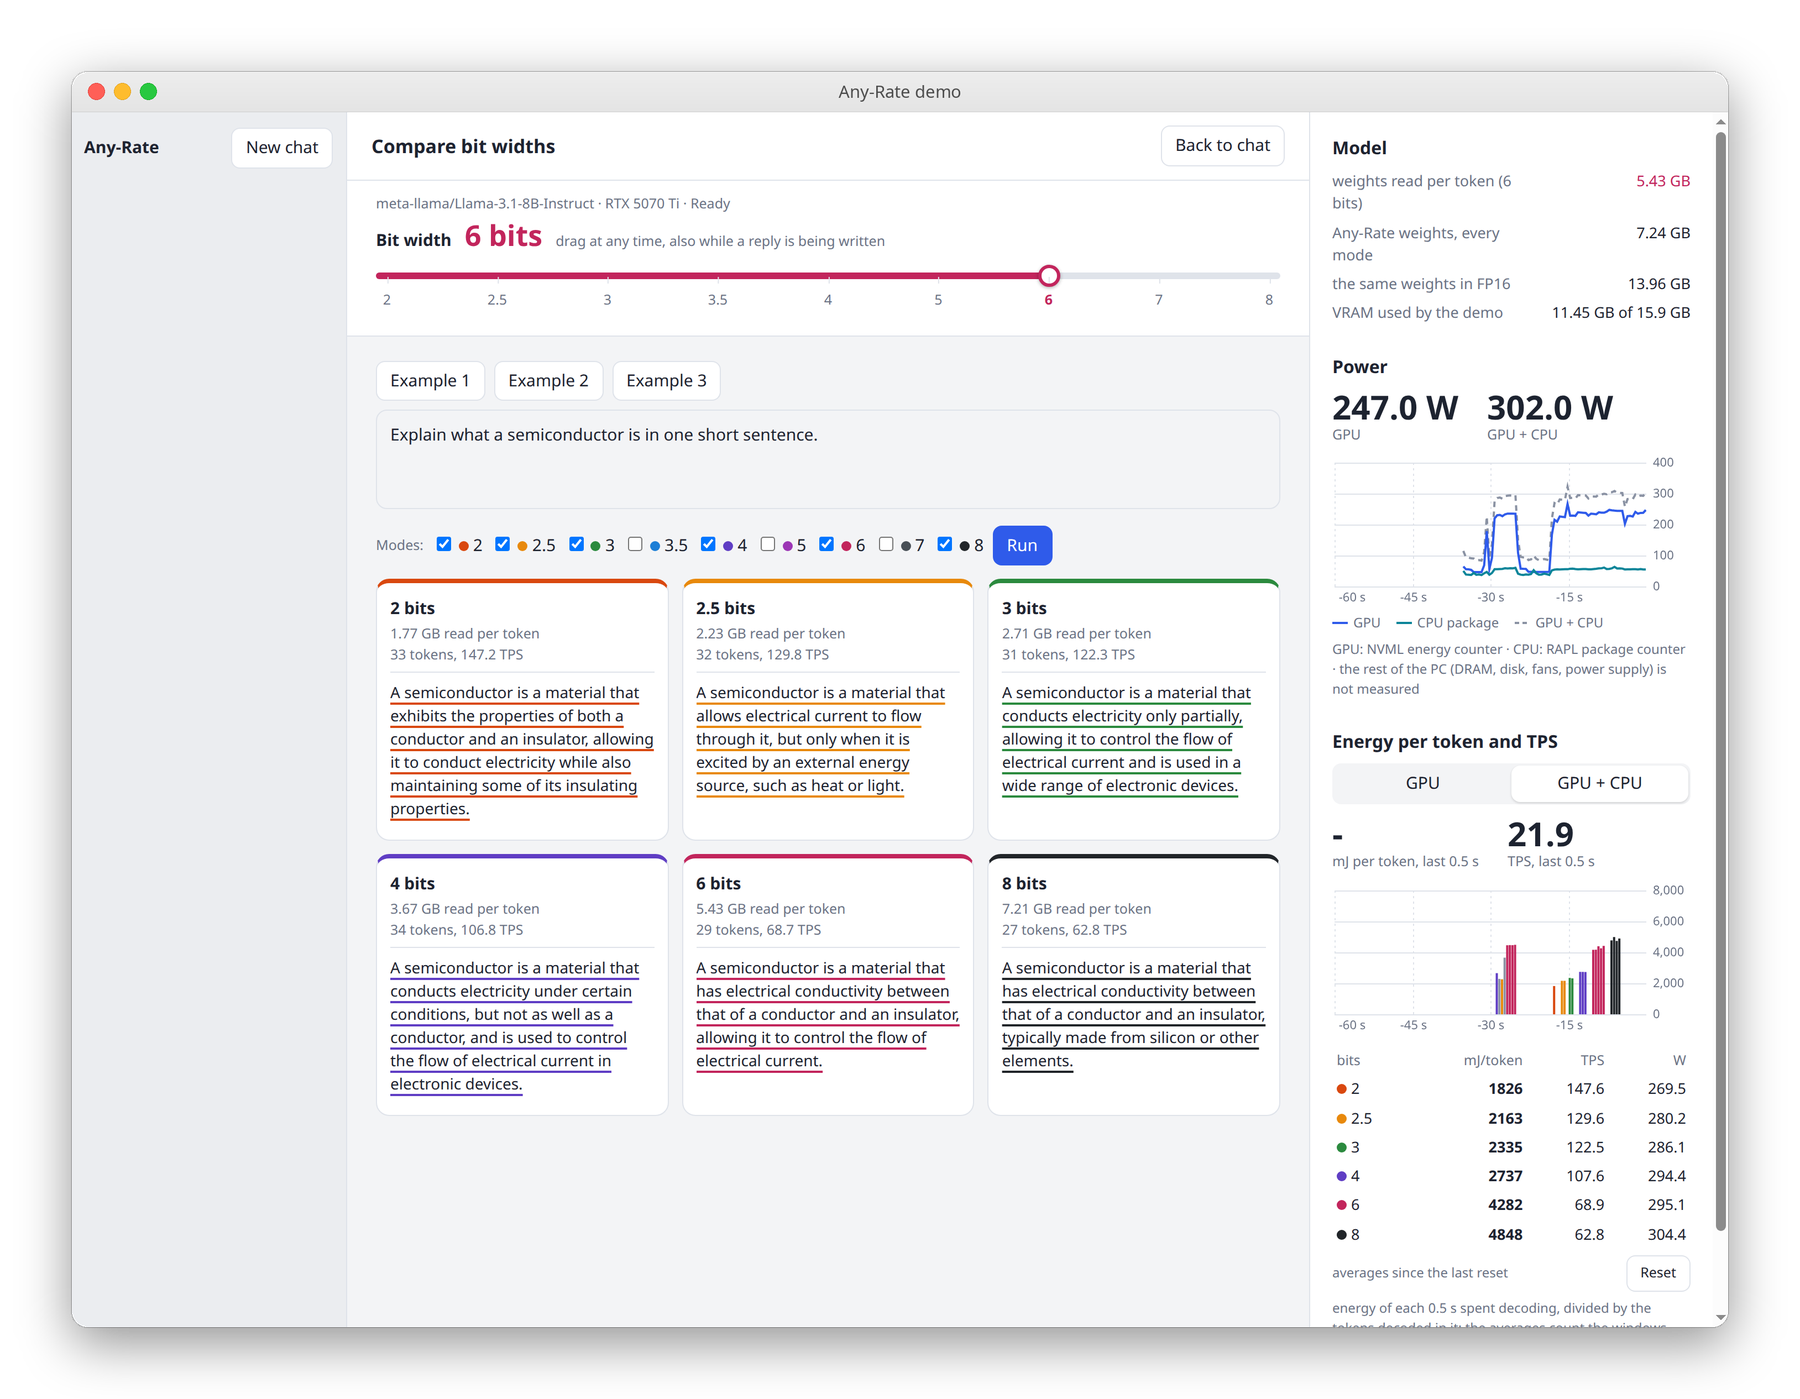 Any-Rate demo
Any-Rate
New chat
Compare bit widths
Back to chat
meta-llama/Llama-3.1-8B-Instruct · RTX 5070 Ti · Ready
Bit width 6 bits drag at any time, also while a reply is being written
2 2.5 3 3.5 4 5 6 7 8
Example 1 Example 2 Example 3
Explain what a semiconductor is in one short sentence.
Modes: 2 2.5 3 3.5 4 5 6 7 8 Run
2 bits
1.77 GB read per token
33 tokens, 147.2 TPS
A semiconductor is a material that
exhibits the properties of both a
conductor and an insulator, allowing
it to conduct electricity while also
maintaining some of its insulating
properties.
2.5 bits
2.23 GB read per token
32 tokens, 129.8 TPS
A semiconductor is a material that
allows electrical current to flow
through it, but only when it is
excited by an external energy
source, such as heat or light.
3 bits
2.71 GB read per token
31 tokens, 122.3 TPS
A semiconductor is a material that
conducts electricity only partially,
allowing it to control the flow of
electrical current and is used in a
wide range of electronic devices.
4 bits
3.67 GB read per token
34 tokens, 106.8 TPS
A semiconductor is a material that
conducts electricity under certain
conditions, but not as well as a
conductor, and is used to control
the flow of electrical current in
electronic devices.
6 bits
5.43 GB read per token
29 tokens, 68.7 TPS
A semiconductor is a material that
has electrical conductivity between
that of a conductor and an insulator,
allowing it to control the flow of
electrical current.
8 bits
7.21 GB read per token
27 tokens, 62.8 TPS
A semiconductor is a material that
has electrical conductivity between
that of a conductor and an insulator,
typically made from silicon or other
elements.
Model
weights read per token (6 bits) 5.43 GB
Any-Rate weights, every mode 7.24 GB
the same weights in FP16 13.96 GB
VRAM used by the demo 11.45 GB of 15.9 GB
Power
247.0 W 302.0 W
GPU GPU + CPU
400
300
200
100
0
-60 s -45 s -30 s -15 s
GPU CPU package GPU + CPU
GPU: NVML energy counter · CPU: RAPL package counter
· the rest of the PC (DRAM, disk, fans, power supply) is
not measured
Energy per token and TPS
GPU GPU + CPU
- 21.9
mJ per token, last 0.5 s TPS, last 0.5 s
8,000
6,000
4,000
2,000
0
-60 s -45 s -30 s -15 s
bits mJ/token TPS W
2 1826 147.6 269.5
2.5 2163 129.6 280.2
3 2335 122.5 286.1
4 2737 107.6 294.4
6 4282 68.9 295.1
8 4848 62.8 304.4
averages since the last reset Reset
energy of each 0.5 s spent decoding, divided by the
tokens decoded in it; the averages count the windows